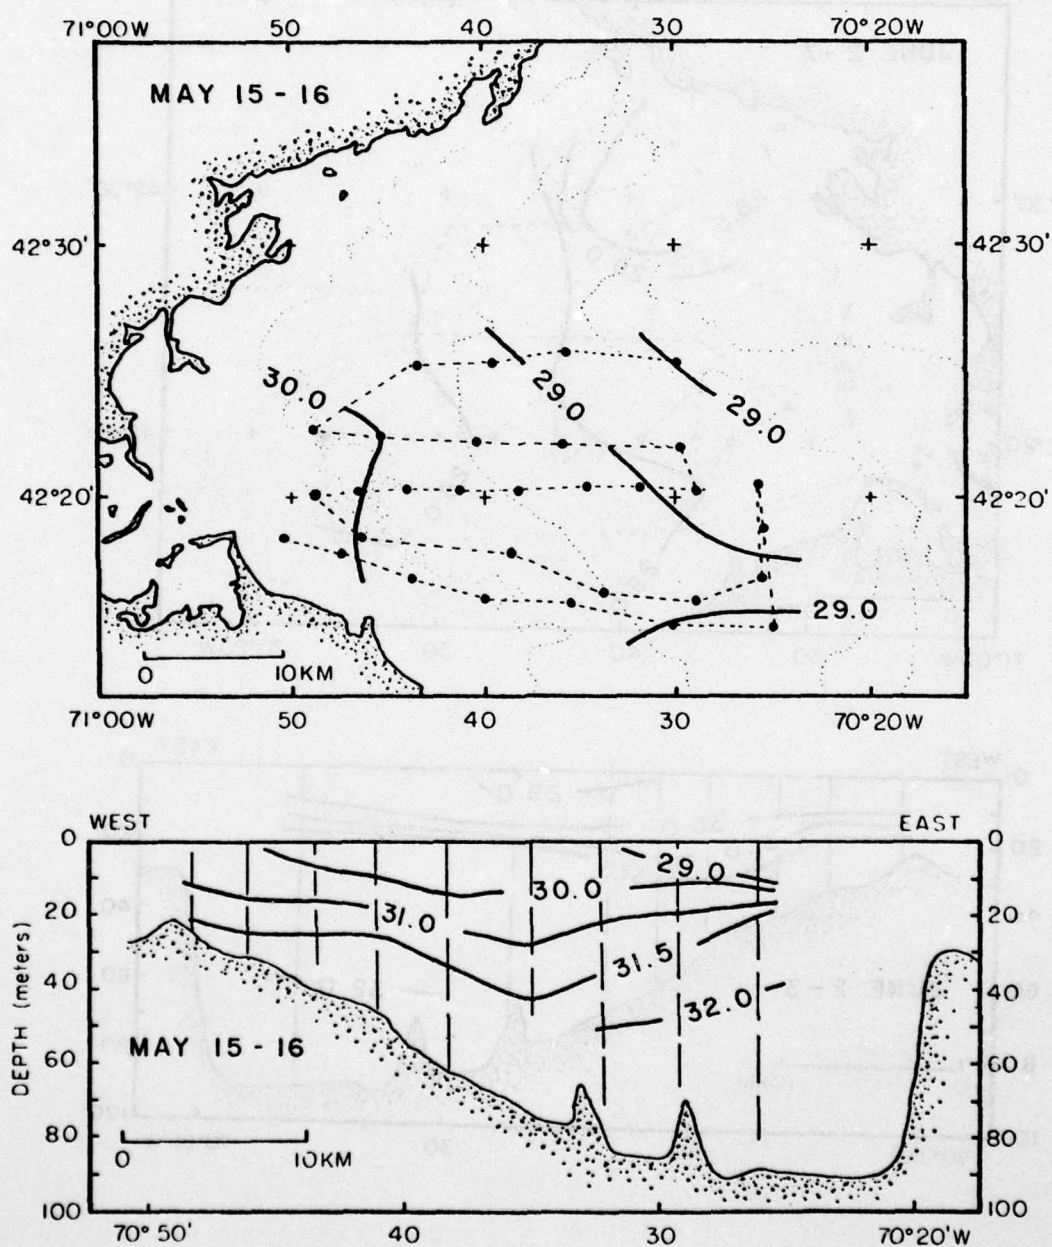 71°00W 50 40 30 70°20W
MAY 15 - 16
42°30' 42°30'
30.0
29.0
29.0
42°20' 42°20'
29.0
0 10KM
71°00W 50 40 30 70°20W
WEST EAST
0 0
29.0
30.0
20 31.0 20
31.5
40 32.0 40
DEPTH (meters)
MAY 15 - 16
60 60
80 80
0 10KM
100 100
70°50' 40 30 70°20'W